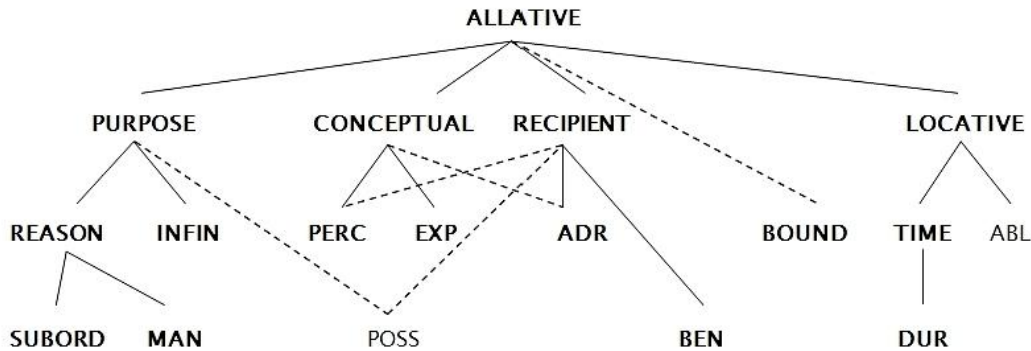 ALLATIVE
PURPOSE CONCEPTUAL RECIPIENT LOCATIVE
REASON INFIN PERC EXP ADR BOUND TIME ABL
SUBORD MAN POSS BEN DUR